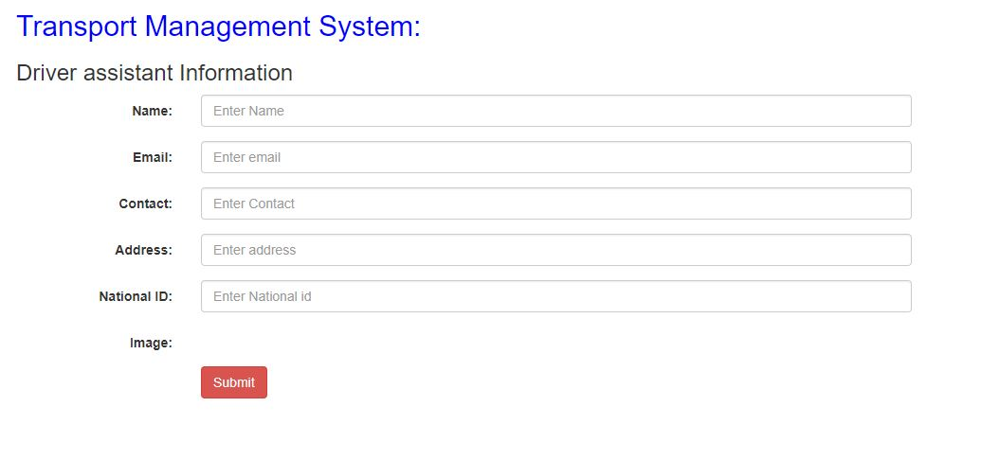 Transport Management System:
Driver assistant Information
Name: Enter Name
Email: Enter email
Contact: Enter Contact
Address: Enter address
National ID: Enter National id
Image:
Submit